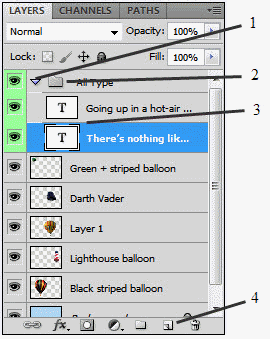 LAYERS CHANNELS PATHS
1
Normal Opacity: 100%
Lock: Fill: 100%
All Type
2
T Going up in a hot-air ...
3
T There's nothing lik...
Green + striped balloon
Darth Vader
Layer 1
Lighthouse balloon
Black striped balloon
fx
4